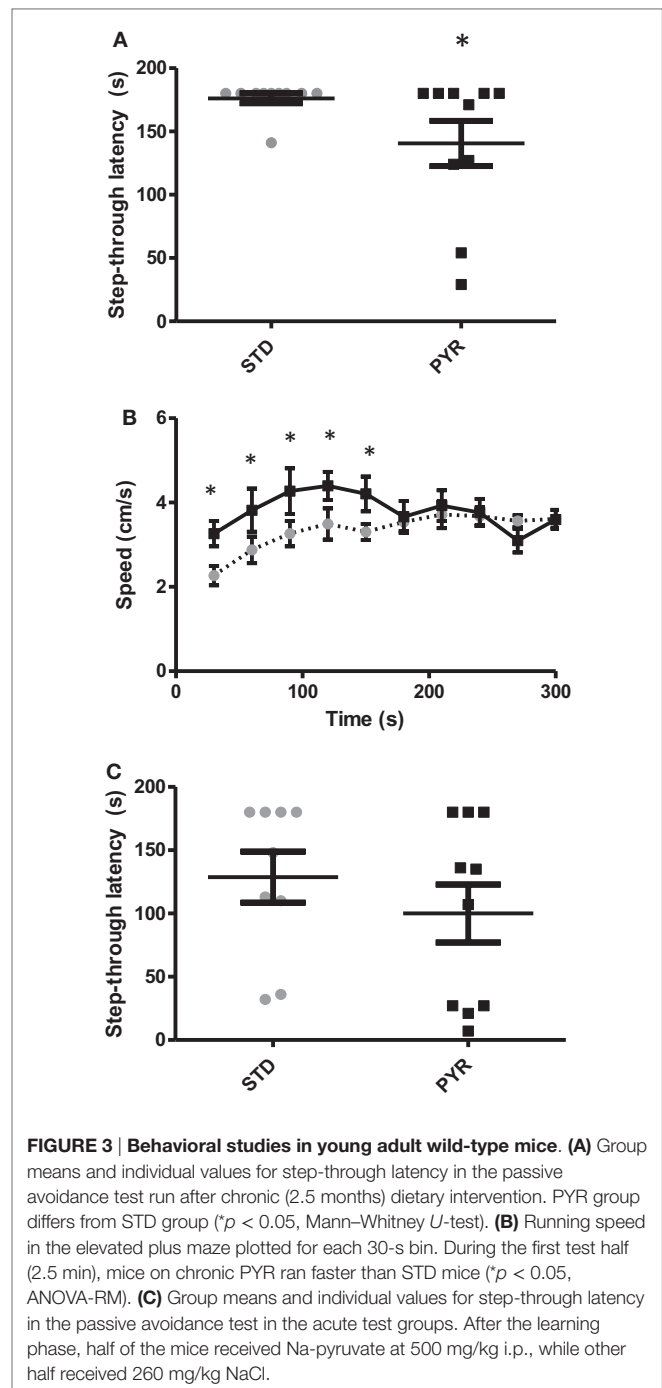 A
*
Step-through latency (s)
200
150
100
50
0
STD
PYR
B
* * * * *
Speed (cm/s)
6
4
2
0
0 100 200 300
Time (s)
C
Step-through latency (s)
200
150
100
50
0
STD
PYR
FIGURE 3 | Behavioral studies in young adult wild-type mice. (A) Group
means and individual values for step-through latency in the passive
avoidance test run after chronic (2.5 months) dietary intervention. PYR group
differs from STD group (*p < 0.05, Mann–Whitney U-test). (B) Running speed
in the elevated plus maze plotted for each 30-s bin. During the first test half
(2.5 min), mice on chronic PYR ran faster than STD mice (*p < 0.05,
ANOVA-RM). (C) Group means and individual values for step-through latency
in the passive avoidance test in the acute test groups. After the learning
phase, half of the mice received Na-pyruvate at 500 mg/kg i.p., while other
half received 260 mg/kg NaCl.